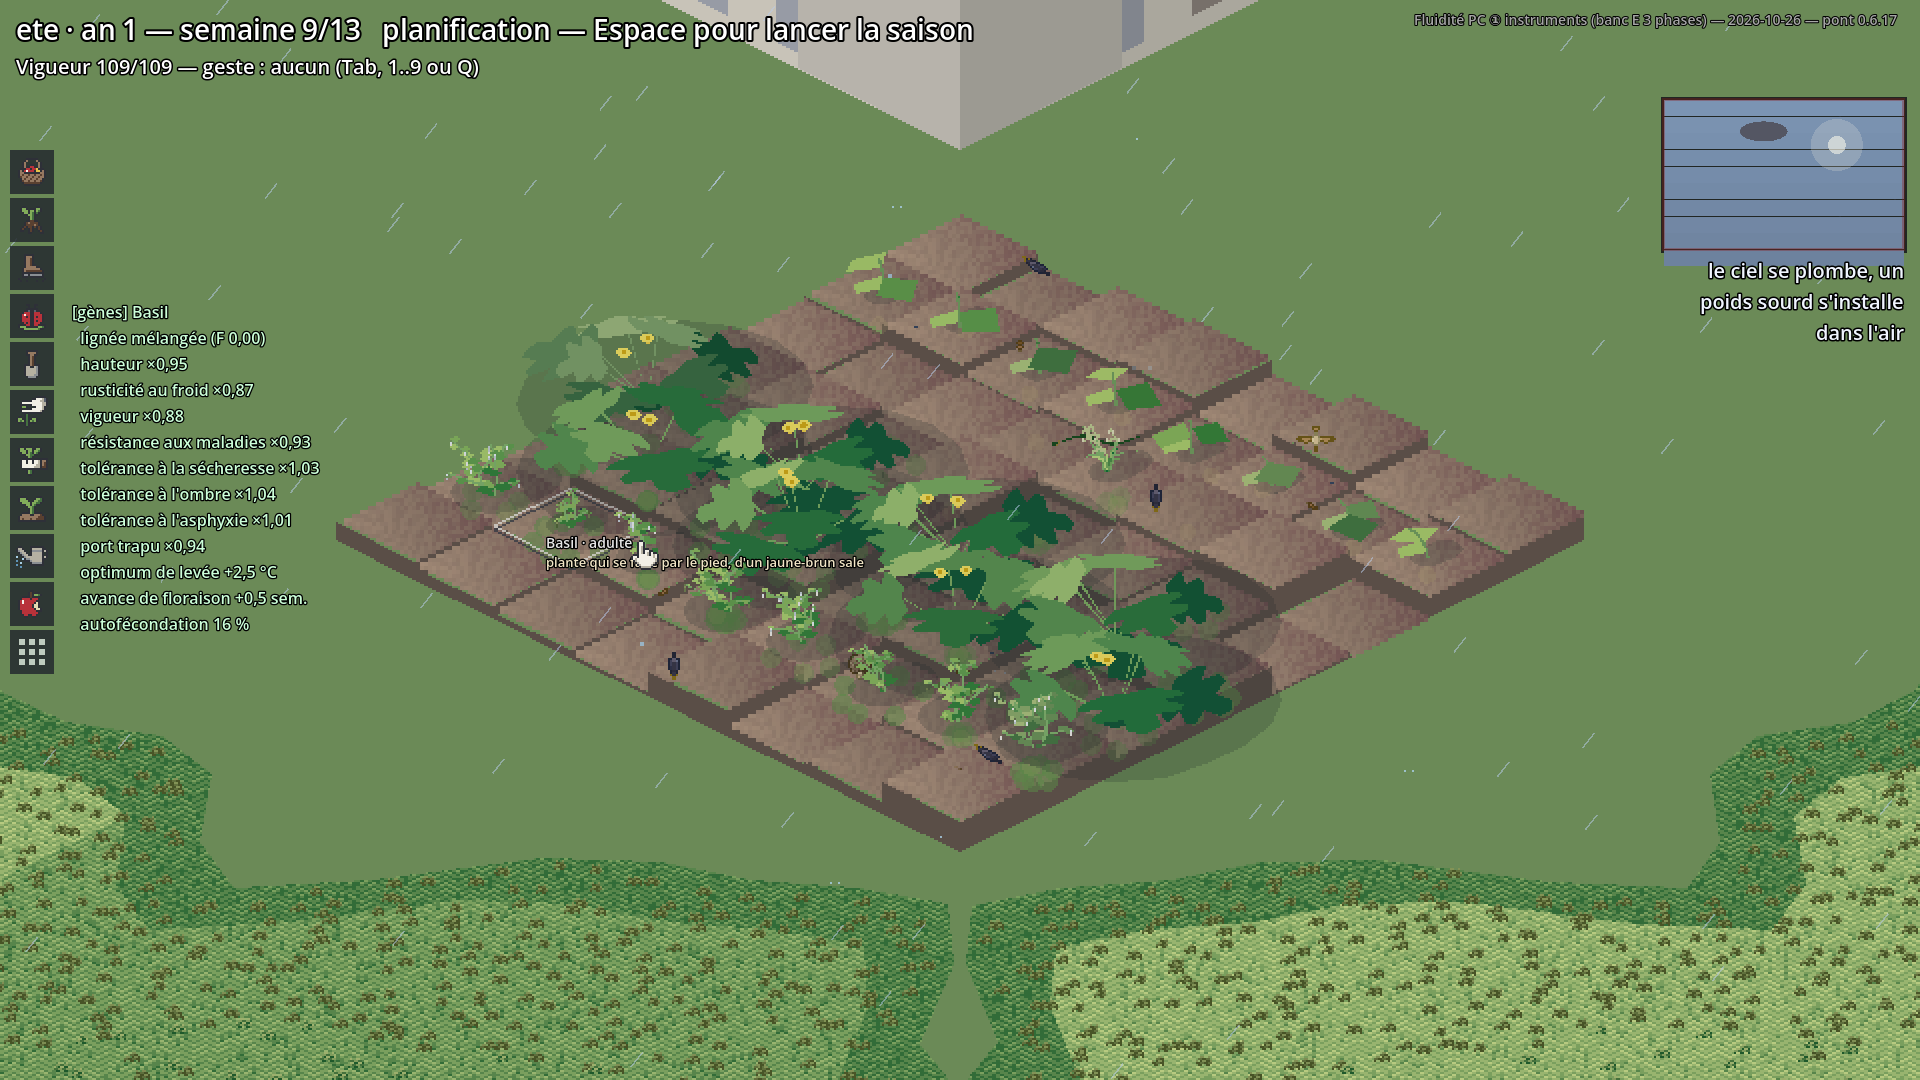 ete · an 1 — semaine 9/13   planification — Espace pour lancer la saison
Vigueur 109/109 — geste : aucun (Tab, 1..9 ou Q)
Fluidité PC ① instruments (banc E 3 phases) — 2026-10-26 — pont 0.6.17
le ciel se plombe, un
poids sourd s'installe
dans l'air
[gènes] Basil
lignée mélangée (F 0,00)
hauteur ×0,95
rusticité au froid ×0,87
vigueur ×0,88
résistance aux maladies ×0,93
tolérance à la sécheresse ×1,03
tolérance à l'ombre ×1,04
tolérance à l'asphyxie ×1,01
port trapu ×0,94
optimum de levée +2,5 °C
avance de floraison +0,5 sem.
autofécondation 16 %
Basil · adulte
plante qui se par le pied, d'un jaune-brun sale